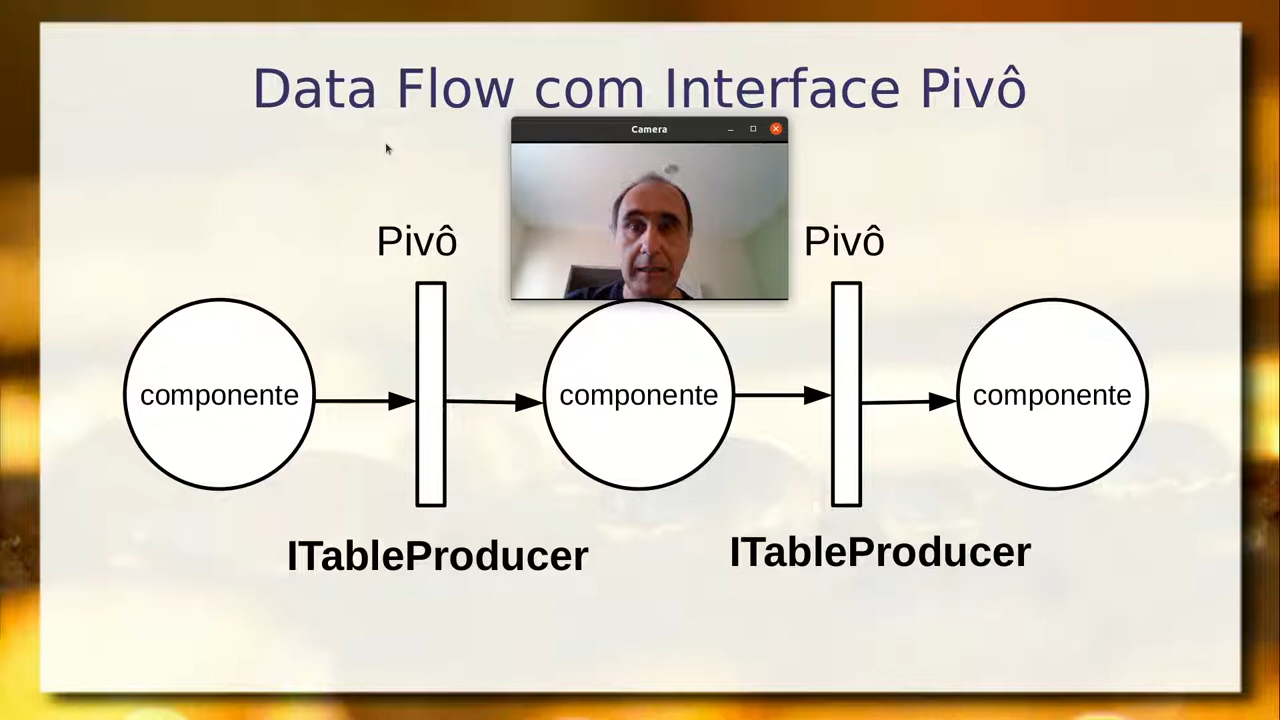 Data Flow com Interface Pivô
Camera
Pivô
Pivô
componente
componente
componente
ITableProducer
ITableProducer